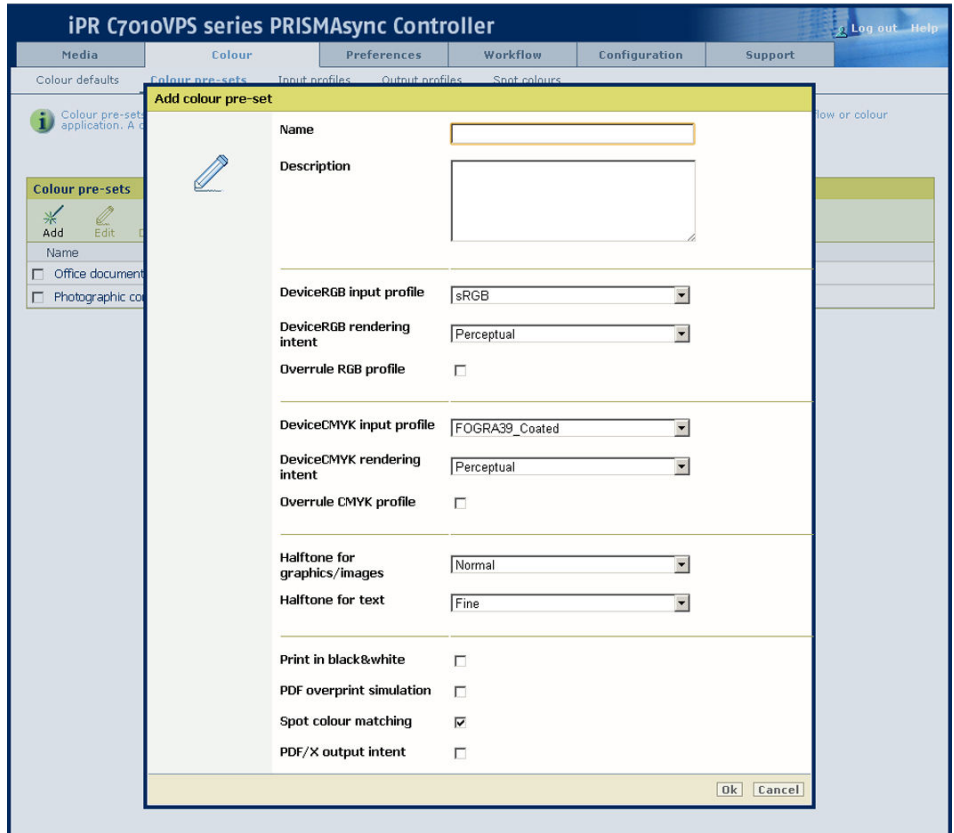 iPR C7010VPS series PRISMAsync Controller
Log out Help
Media Colour Preferences Workflow Configuration Support
Colour defaults Colour pre-sets Input profiles Output profiles Spot colours
Colour pre-sets
flow or colour
application. A
Colour pre-sets
Add Edit
Name
Office document
Photographic
Add colour pre-set
Name
Description
DeviceRGB input profile sRGB
DeviceRGB rendering
intent Perceptual
Overrule RGB profile
DeviceCMYK input profile FOGRA39_Coated
DeviceCMYK rendering
intent Perceptual
Overrule CMYK profile
Halftone for
graphics/images Normal
Halftone for text Fine
Print in black&white
PDF overprint simulation
Spot colour matching
PDF/X output intent
Ok Cancel